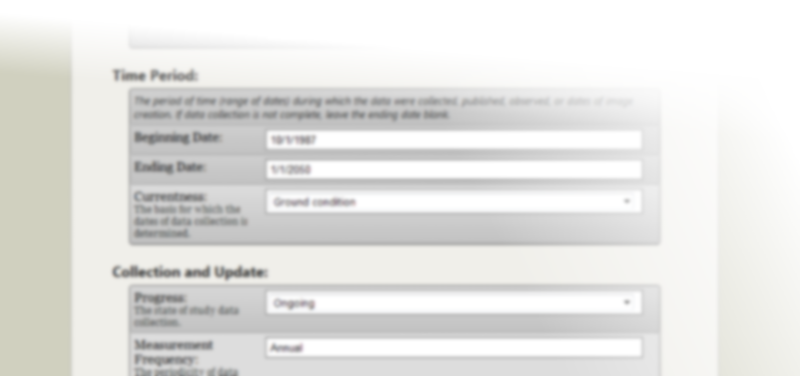 Time Period:
The period of time (range of dates) during which the data were collected, published, observed, or dates of image
creation. If data collection is not complete, leave the ending date blank.
Beginning Date:
10/1/1987
Ending Date:
1/1/2050
Currentness:
The basis for which the
dates of data collection is
determined.
Ground condition
Collection and Update:
Progress:
The state of study data
collection.
Ongoing
Measurement
Frequency:
The periodicity of data
Annual